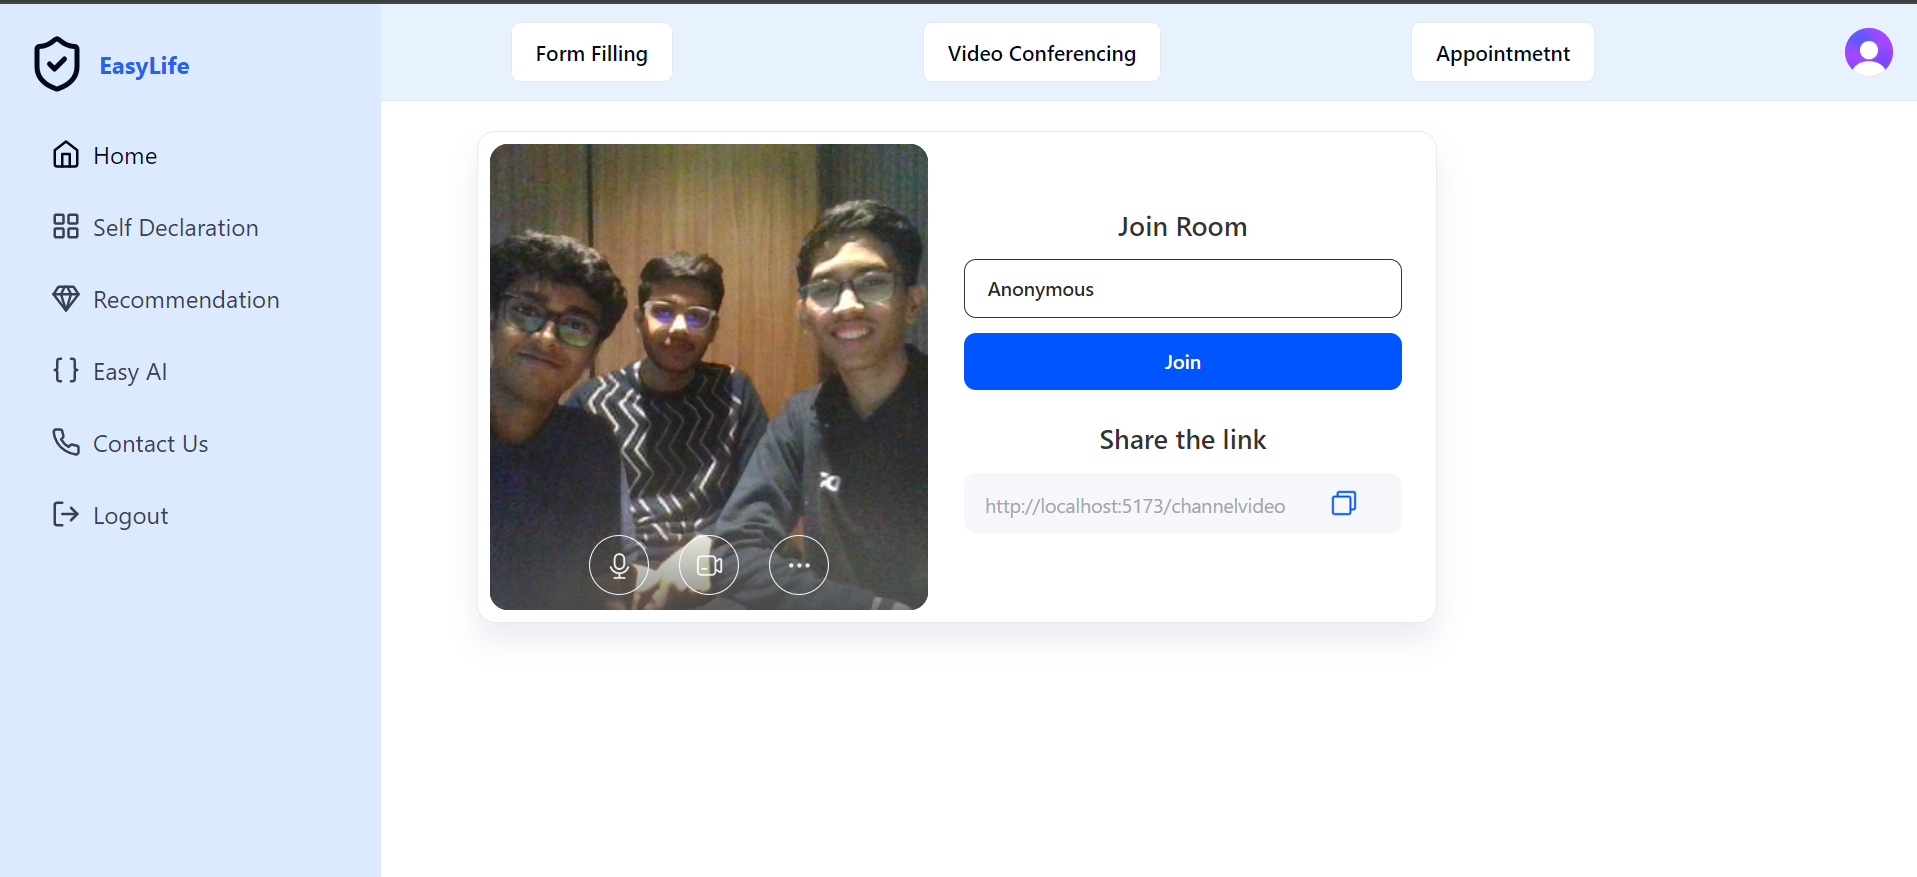 EasyLife
Form Filling
Video Conferencing
Appointmetnt
Home
Self Declaration
Recommendation
Easy AI
Contact Us
Logout
Join Room
Anonymous
Join
Share the link
http://localhost:5173/channelvideo